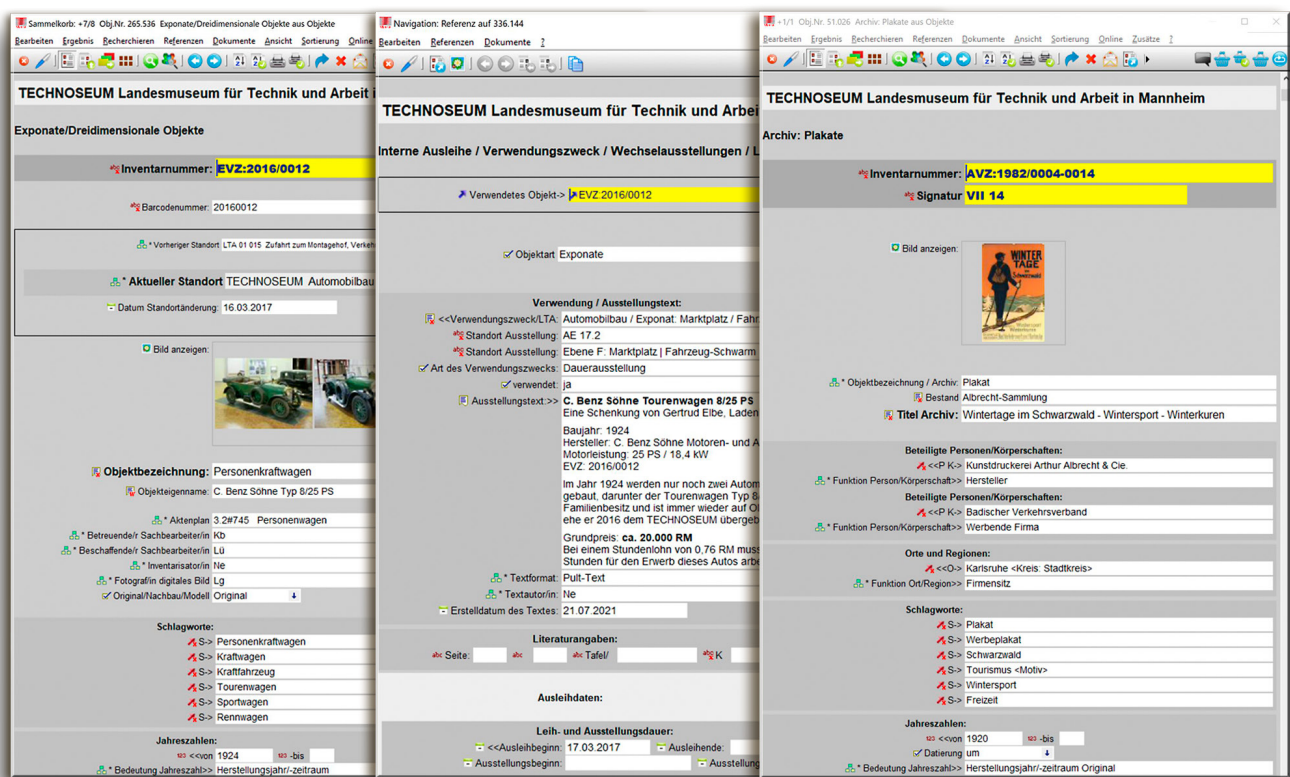 Sammelkorb: +7/8 Obj.Nr. 265.536 Exponate/Dreidimensionale Objekte aus Objekte
Bearbeiten Ergebnis Recherchieren Referenzen Dokumente Ansicht Sortierung Online
TECHNOSEUM Landesmuseum für Technik und Arbeit i
Exponate/Dreidimensionale Objekte
Inventarnummer: EVZ:2016/0012
Barcodenummer: 20160012
* Vorheriger Standort LTA 01 015 Zufahrt zum Montagehof, Verkeh
* Aktueller Standort TECHNOSEUM Automobilbau
Datum Standortänderung: 16.03.2017
Bild anzeigen:
Objektbezeichnung: Personenkraftwagen
Objekteigenname: C. Benz Söhne Typ 8/25 PS
* Aktenplan 3.2#745 Personenwagen
* Betreuende/r Sachbearbeiter/in Kb
* Beschaffende/r Sachbearbeiter/in Lü
* Inventarisator/in Ne
* Fotograf/in digitales Bild Lg
Original/Nachbau/Modell Original
Schlagworte:
S-> Personenkraftwagen
S-> Kraftwagen
S-> Kraftfahrzeug
S-> Tourenwagen
S-> Sportwagen
S-> Rennwagen
Jahreszahlen:
123 <<von 1924 123 -bis
* Bedeutung Jahreszahl>> Herstellungsjahr/-zeitraum
Navigation: Referenz auf 336.144
Bearbeiten Referenzen Dokumente ?
TECHNOSEUM Landesmuseum für Technik und Arbei
Interne Ausleihe / Verwendungszweck / Wechselausstellungen / L
Verwendetes Objekt-> EVZ:2016/0012
Objektart Exponate
Verwendung / Ausstellungstext:
<<Verwendungszweck/LTA: Automobilbau / Exponat: Marktplatz / Fahr
Standort Ausstellung: AE 17.2
Standort Ausstellung: Ebene F: Marktplatz | Fahrzeug-Schwarm
Art des Verwendungszwecks: Dauerausstellung
verwendet: ja
Ausstellungstext:>> C. Benz Söhne Tourenwagen 8/25 PS
Eine Schenkung von Gertrud Elbe, Laden
Baujahr: 1924
Hersteller: C. Benz Söhne Motoren- und A
Motorleistung: 25 PS / 18,4 kW
EVZ: 2016/0012
Im Jahr 1924 werden nur noch zwei Autom
gebaut, darunter der Tourenwagen Typ 8
Familienbesitz und ist immer wieder auf Ol
ehe er 2016 dem TECHNOSEUM übergeb
Grundpreis: ca. 20.000 RM
Bei einem Stundenlohn von 0,76 RM muss
Stunden für den Erwerb dieses Autos arbe
* Textformat: Pult-Text
* Textautor/in: Ne
Erstelldatum des Textes: 21.07.2021
Literaturangaben:
abc Seite: abc abc Tafel/ abc K
Ausleihdaten:
Leih- und Ausstellungsdauer:
<<Ausleihbeginn: 17.03.2017 Ausleihende:
Ausstellungsbeginn: Ausstellung
+1/1 Obj.Nr. 51.026 Archiv: Plakate aus Objekte
Bearbeiten Ergebnis Recherchieren Referenzen Dokumente Ansicht Sortierung Online Zusätze ?
TECHNOSEUM Landesmuseum für Technik und Arbeit in Mannheim
Archiv: Plakate
Inventarnummer: AVZ:1982/0004-0014
Signatur VII 14
Bild anzeigen:
WINTER
TAGE
im
Schwarzwald
* Objektbezeichnung / Archiv: Plakat
Bestand Albrecht-Sammlung
Titel Archiv: Wintertage im Schwarzwald - Wintersport - Winterkuren
Beteiligte Personen/Körperschaften:
<<P K-> Kunstdruckerei Arthur Albrecht & Cie.
* Funktion Person/Körperschaft>> Hersteller
Beteiligte Personen/Körperschaften:
<<P K-> Badischer Verkehrsverband
* Funktion Person/Körperschaft>> Werbende Firma
Orte und Regionen:
<<O-> Karlsruhe <Kreis: Stadtkreis>
* Funktion Ort/Region>> Firmensitz
Schlagworte:
S-> Plakat
S-> Werbeplakat
S-> Schwarzwald
S-> Tourismus <Motiv>
S-> Wintersport
S-> Freizeit
Jahreszahlen:
123 <<von 1920 123 -bis
Datierung um
* Bedeutung Jahreszahl>> Herstellungsjahr/-zeitraum Original